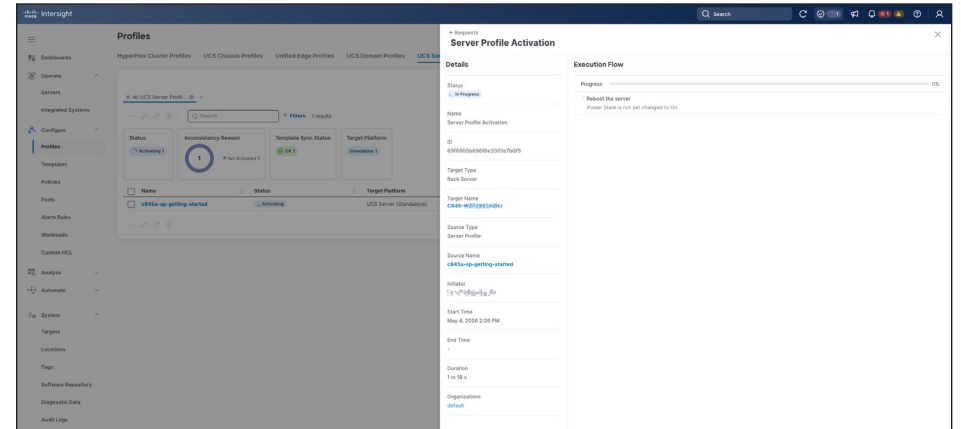 cisco Intersight
Search
1
1
Profiles
HyperFlex Cluster Profiles UCS Chassis Profiles Unified Edge Profiles UCS Domain Profiles UCS Ser
Dashboards
Operate
Servers
Integrated Systems
Configure
Profiles
Templates
Policies
Pools
Alarm Rules
Workloads
Custom HCL
Analyze
Automate
System
Targets
Locations
Tags
Software Repository
Diagnostic Data
Audit Logs
All UCS Server Profil...
Search
Filters 1 results
Status
Activating 1
Inconsistency Reason
1
Not Activated 1
Template Sync Status
OK 1
Target Platform
Standalone 1
Name Status Target Platform
c845a-sp-getting-started Activating UCS Server (Standalone)
Requests
Server Profile Activation
Details
Status
In Progress
Name
Server Profile Activation
ID
Target Type
Rack Server
Target Name
Source Type
Server Profile
Source Name
c845a-sp-getting-started
Initiator
Start Time
May 4, 2026 2:26 PM
End Time
-
Duration
1 m 18 s
Organizations
default
Execution Flow
Progress 0%
Reboot the server
Power State is not yet changed to On